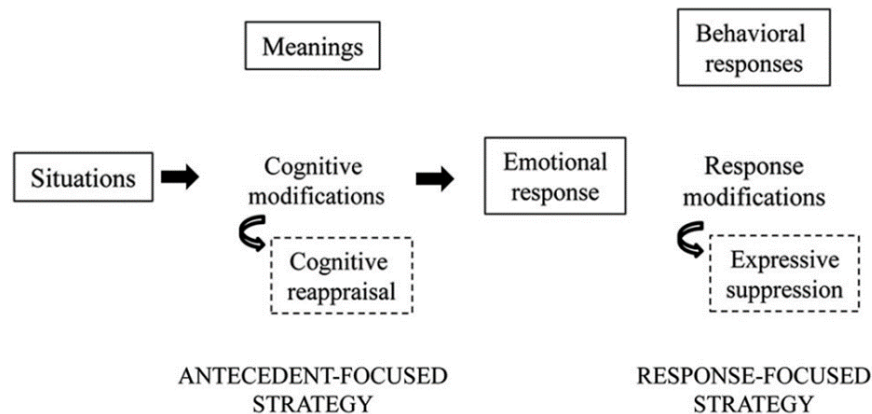 Meanings
Behavioral
responses
Situations
Cognitive
modifications
Emotional
response
Response
modifications
Cognitive
reappraisal
Expressive
suppression
ANTECEDENT-FOCUSED
STRATEGY
RESPONSE-FOCUSED
STRATEGY